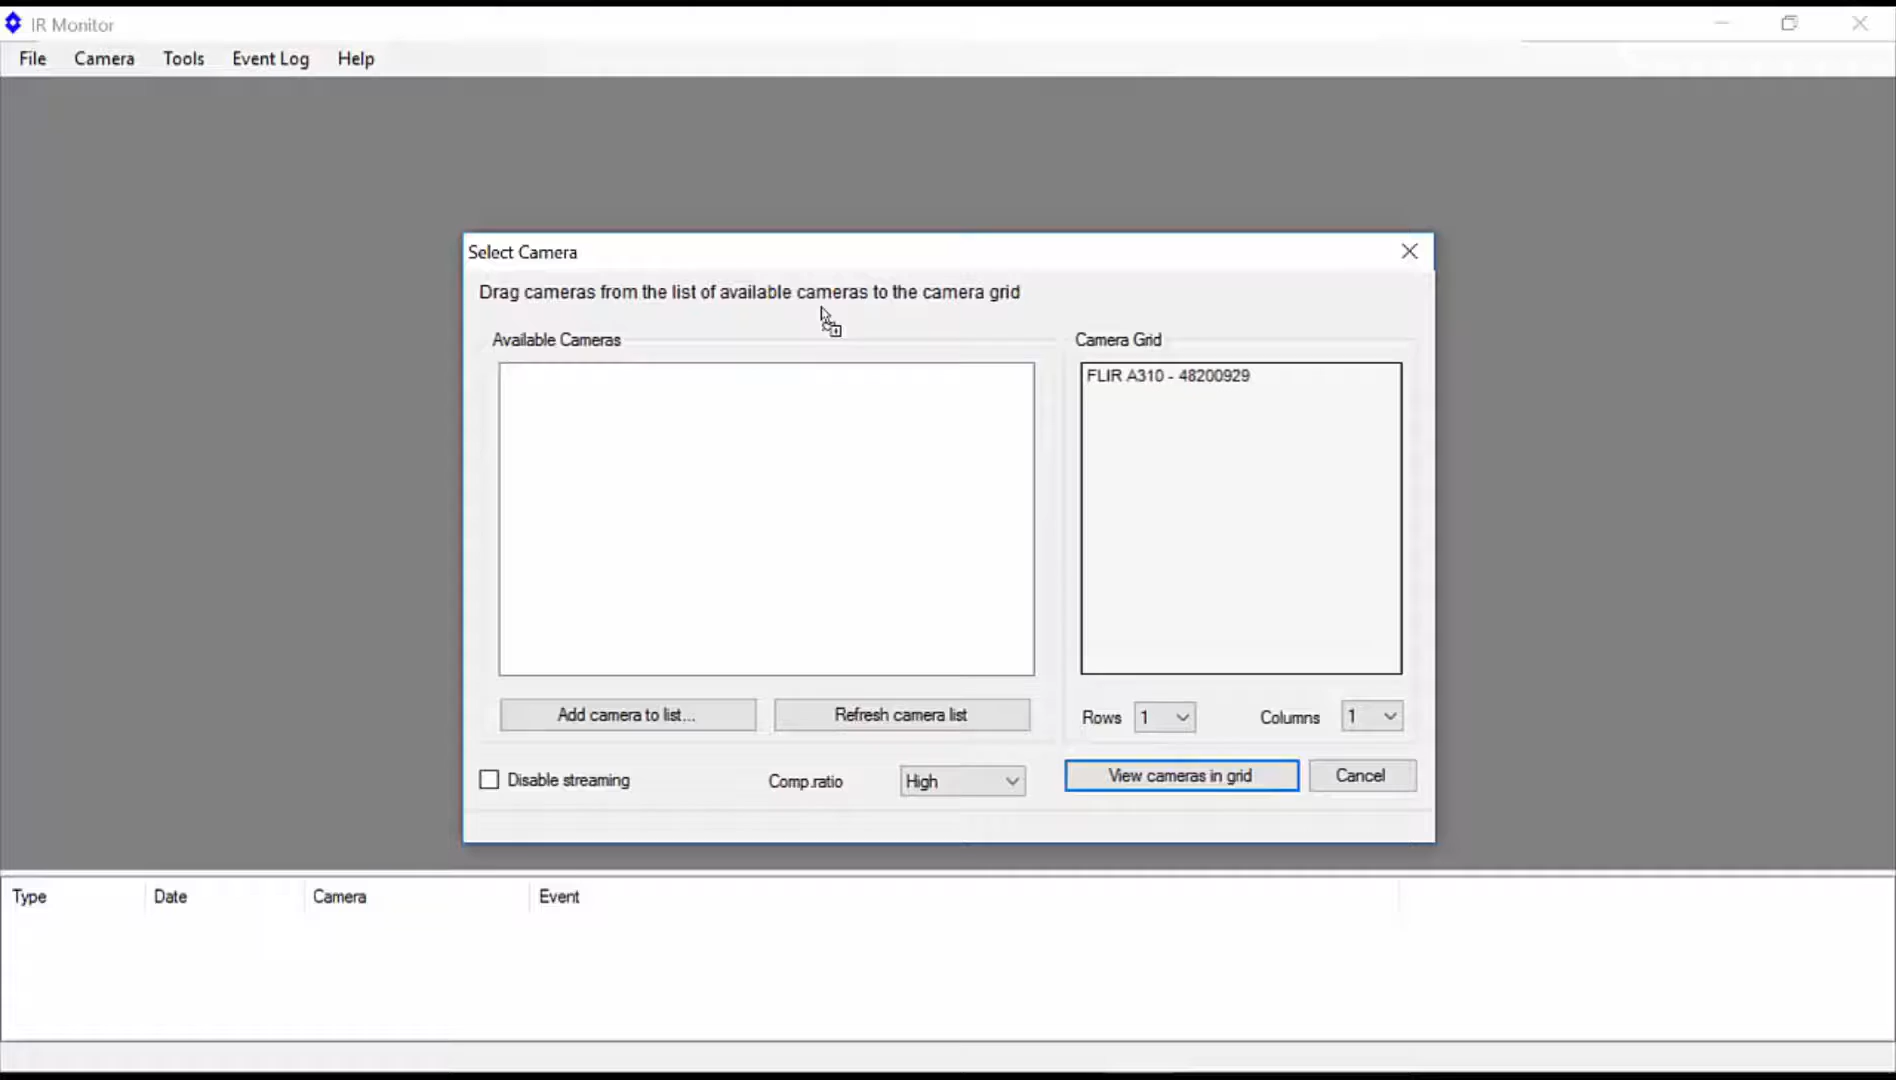 IR Monitor
File Camera Tools Event Log Help
Select Camera
Drag cameras from the list of available cameras to the camera grid
Available Cameras
Camera Grid
FLIR A310 - 48200929
Add camera to list...
Refresh camera list
Rows 1 Columns 1
Disable streaming
Comp.ratio High
View cameras in grid
Cancel
Type Date Camera Event